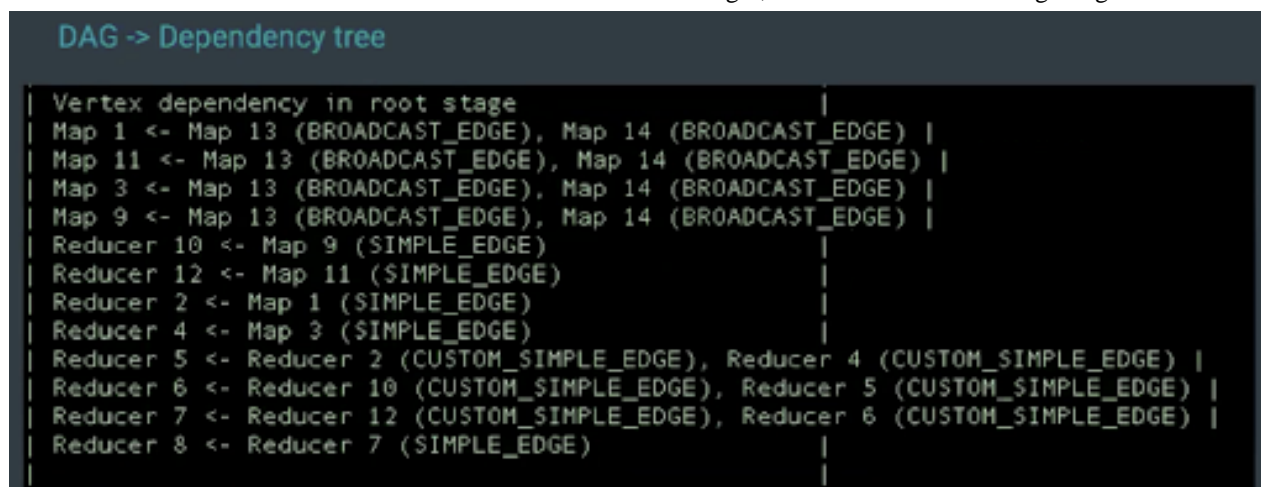 DAG -> Dependency tree
| Vertex dependency in root stage |
| Map 1 <- Map 13 (BROADCAST_EDGE), Map 14 (BROADCAST_EDGE) |
| Map 11 <- Map 13 (BROADCAST_EDGE), Map 14 (BROADCAST_EDGE) |
| Map 3 <- Map 13 (BROADCAST_EDGE), Map 14 (BROADCAST_EDGE) |
| Map 9 <- Map 13 (BROADCAST_EDGE), Map 14 (BROADCAST_EDGE) |
| Reducer 10 <- Map 9 (SIMPLE_EDGE) |
| Reducer 12 <- Map 11 (SIMPLE_EDGE) |
| Reducer 2 <- Map 1 (SIMPLE_EDGE) |
| Reducer 4 <- Map 3 (SIMPLE_EDGE) |
| Reducer 5 <- Reducer 2 (CUSTOM_SIMPLE_EDGE), Reducer 4 (CUSTOM_SIMPLE_EDGE) |
| Reducer 6 <- Reducer 10 (CUSTOM_SIMPLE_EDGE), Reducer 5 (CUSTOM_SIMPLE_EDGE) |
| Reducer 7 <- Reducer 12 (CUSTOM_SIMPLE_EDGE), Reducer 6 (CUSTOM_SIMPLE_EDGE) |
| Reducer 8 <- Reducer 7 (SIMPLE_EDGE) |